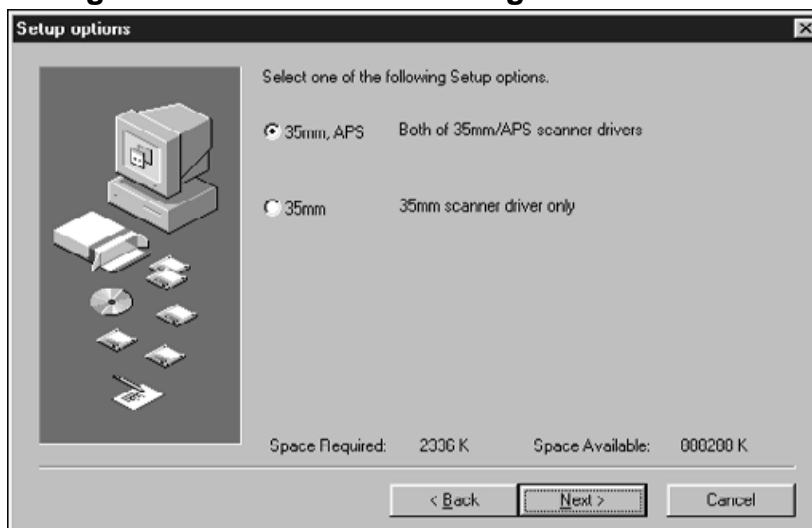 Setup options
Select one of the following Setup options.
35mm, APS Both of 35mm/APS scanner drivers
35mm 35mm scanner driver only
Space Required: 2336 K Space Available:
< Back Next > Cancel